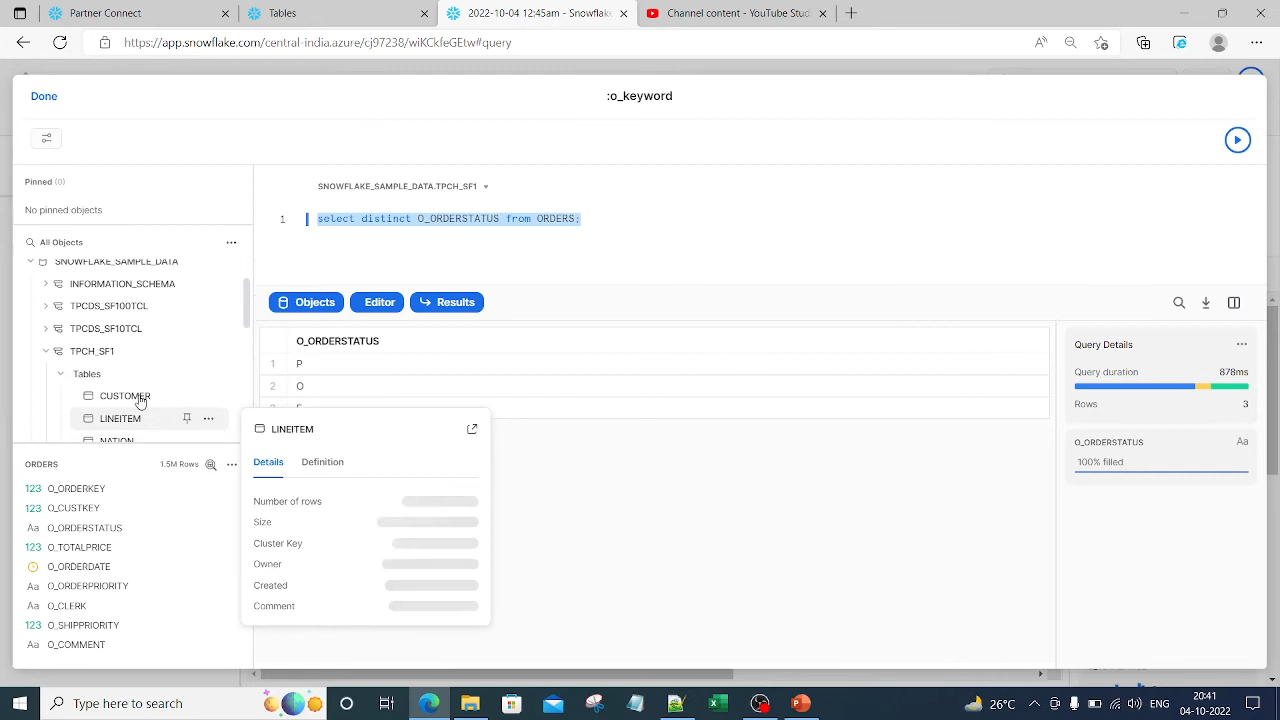 Partner Connect
Tables
2022-10-04 12:45am - Snowflake
Channel content - YouTube Stud
https://app.snowflake.com/central-india.azure/cj97238/wiKCkfeGEtw#query
Done
:o_keyword
Pinned (0)
No pinned objects
SNOWFLAKE_SAMPLE_DATA.TPCH_SF1
1
select distinct O_ORDERSTATUS from ORDERS;
All Objects
SNOWFLAKE_SAMPLE_DATA
INFORMATION_SCHEMA
TPCDS_SF100TCL
TPCDS_SF10TCL
TPCH_SF1
Tables
CUSTOMER
LINEITEM
NATION
Objects
Editor
Results
O_ORDERSTATUS
1 P
2 O
Query Details
Query duration 878ms
Rows 3
O_ORDERSTATUS Aa
100% filled
LINEITEM
Details Definition
Number of rows
Size
Cluster Key
Owner
Created
Comment
ORDERS 1.5M Rows
123 O_ORDERKEY
123 O_CUSTKEY
Aa O_ORDERSTATUS
123 O_TOTALPRICE
O_ORDERDATE
Aa O_ORDERPRIORITY
Aa O_CLERK
123 O_SHIPPRIORITY
Aa O_COMMENT
Type here to search
26°C
ENG
20:41
04-10-2022